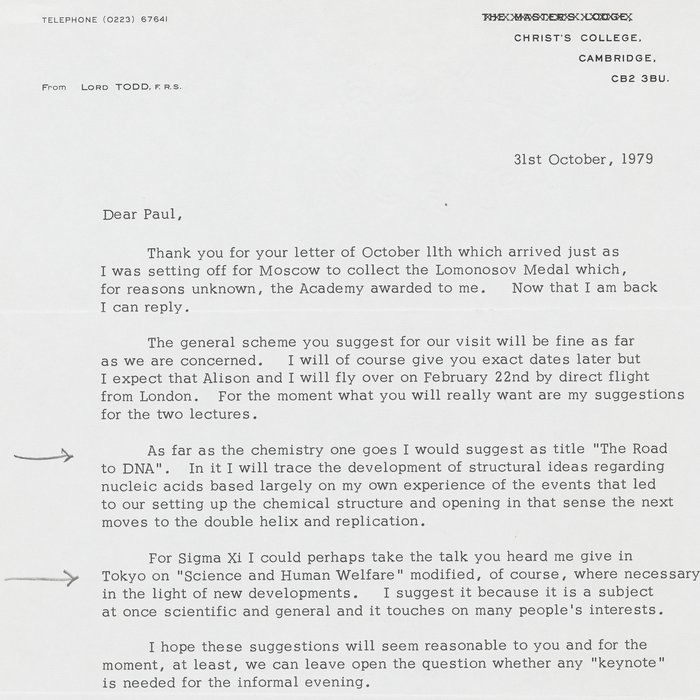 TELEPHONE (0223) 67641
THE MASTER'S LODGE,
CHRIST'S COLLEGE,
CAMBRIDGE,
CB2 3BU.
From LORD TODD, F.R.S.
31st October, 1979
Dear Paul,
Thank you for your letter of October 11th which arrived just as
I was setting off for Moscow to collect the Lomonosov Medal which,
for reasons unknown, the Academy awarded to me. Now that I am back
I can reply.
The general scheme you suggest for our visit will be fine as far
as we are concerned. I will of course give you exact dates later but
I expect that Alison and I will fly over on February 22nd by direct flight
from London. For the moment what you will really want are my suggestions
for the two lectures.
As far as the chemistry one goes I would suggest as title "The Road
to DNA". In it I will trace the development of structural ideas regarding
nucleic acids based largely on my own experience of the events that led
to our setting up the chemical structure and opening in that sense the next
moves to the double helix and replication.
For Sigma Xi I could perhaps take the talk you heard me give in
Tokyo on "Science and Human Welfare" modified, of course, where necessary
in the light of new developments. I suggest it because it is a subject
at once scientific and general and it touches on many people's interests.
I hope these suggestions will seem reasonable to you and for the
moment, at least, we can leave open the question whether any "keynote"
is needed for the informal evening.